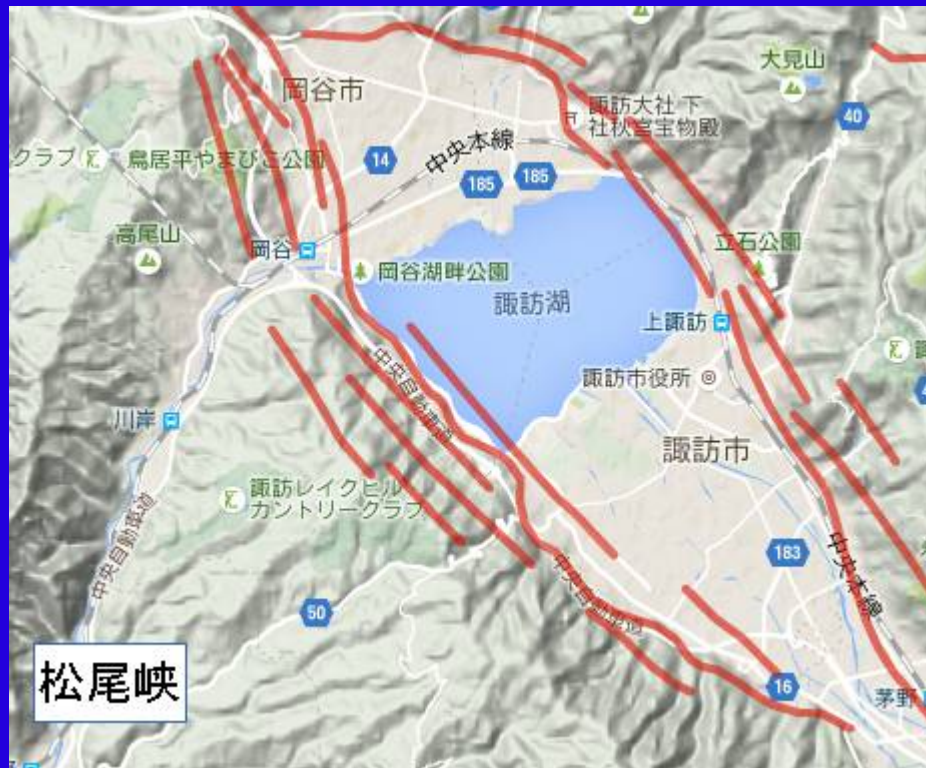 大見山
岡谷市
諏訪大社 下
社秋宮宝物殿
40
中央本線
14
クラブ
鳥居平やまびこ公園
185
185
高尾山
岡谷
立石公園
岡谷湖畔公園
諏訪湖
上諏訪
中央自動車道
諏訪市役所
川岸
諏訪市
諏訪レイクヒル
カントリークラブ
中央自動車道
183
中央自動車道
中央本線
50
松尾峡
16
茅野